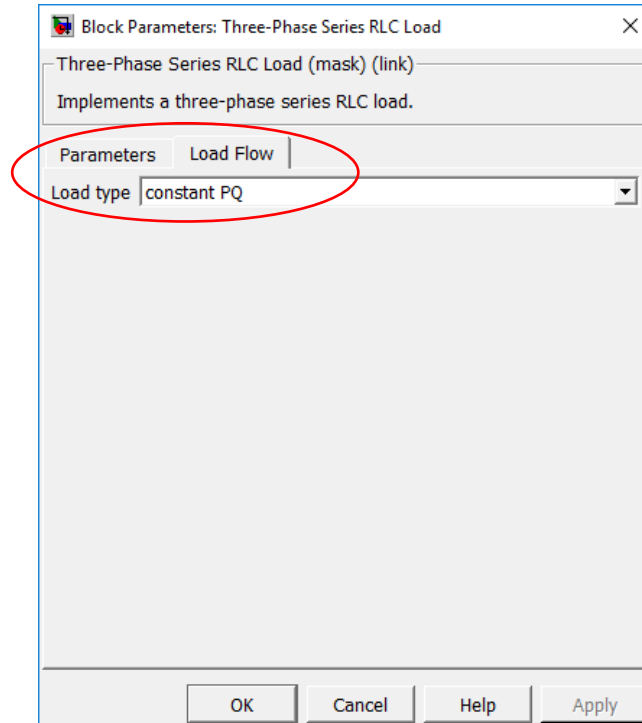 Block Parameters: Three-Phase Series RLC Load
Three-Phase Series RLC Load (mask) (link)
Implements a three-phase series RLC load.
Parameters Load Flow
Load type constant PQ
OK Cancel Help Apply